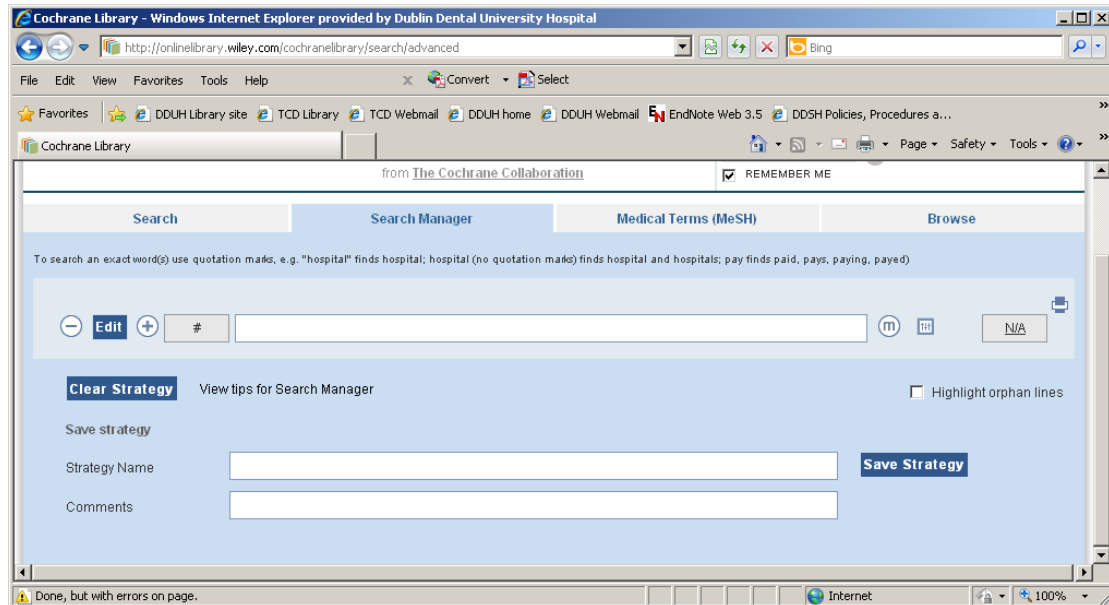 Cochrane Library - Windows Internet Explorer provided by Dublin Dental University Hospital
http://onlinelibrary.wiley.com/cochranelibrary/search/advanced
Bing
File Edit View Favorites Tools Help x Convert Select
Favorites DDUH Library site TCD Library TCD Webmail DDUH home DDUH Webmail EN EndNote Web 3.5 DDSH Policies, Procedures a... »
Cochrane Library Page Safety Tools »
from The Cochrane Collaboration REMEMBER ME
Search Search Manager Medical Terms (MeSH) Browse
To search an exact word(s) use quotation marks, e.g. "hospital" finds hospital; hospital (no quotation marks) finds hospital and hospitals; pay finds paid, pays, paying, payed)
− Edit + # m N/A
Clear Strategy View tips for Search Manager Highlight orphan lines
Save strategy
Strategy Name Save Strategy
Comments
Done, but with errors on page. Internet 100%